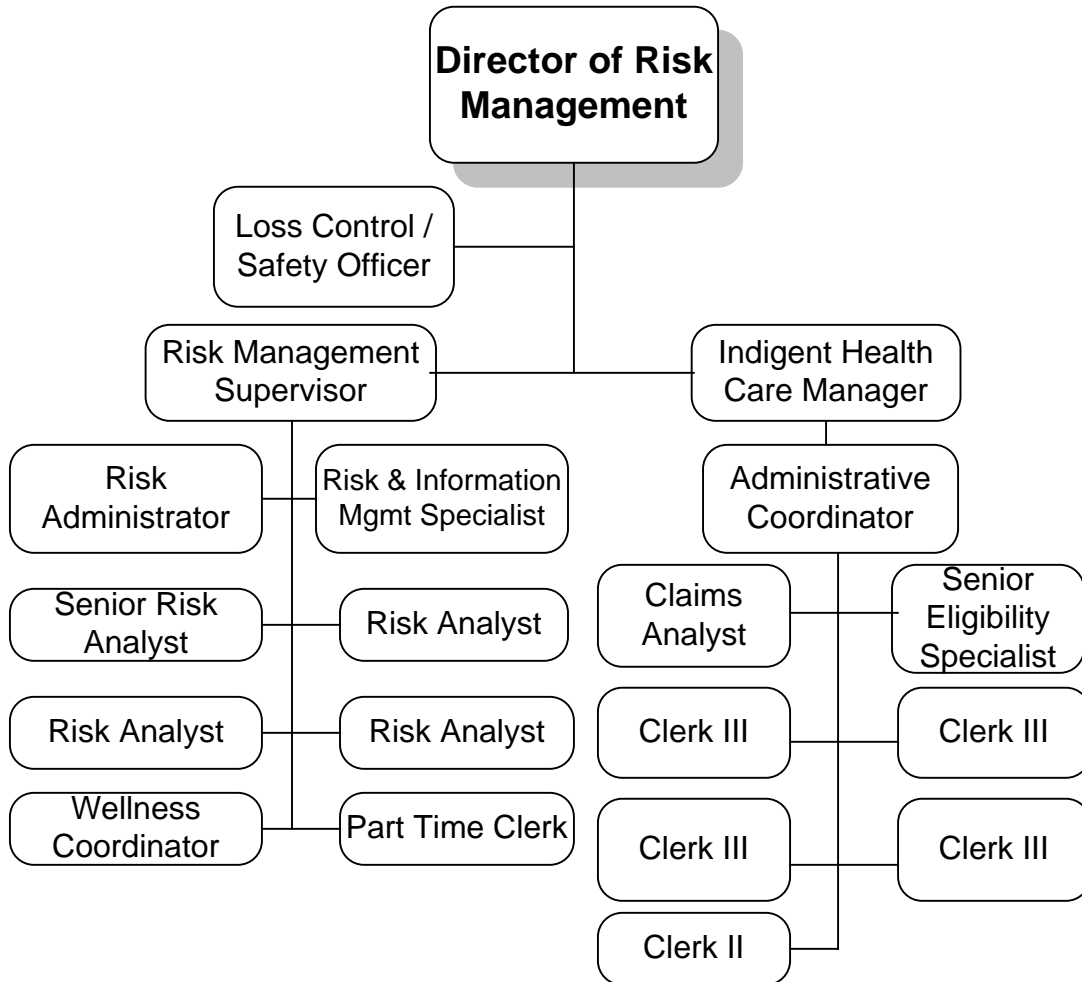 Director of Risk
Management
Loss Control /
Safety Officer
Risk Management
Supervisor
Indigent Health
Care Manager
Risk
Administrator
Risk & Information
Mgmt Specialist
Administrative
Coordinator
Senior Risk
Analyst
Risk Analyst
Claims
Analyst
Senior
Eligibility
Specialist
Risk Analyst
Risk Analyst
Clerk III
Clerk III
Wellness
Coordinator
Part Time Clerk
Clerk III
Clerk III
Clerk II